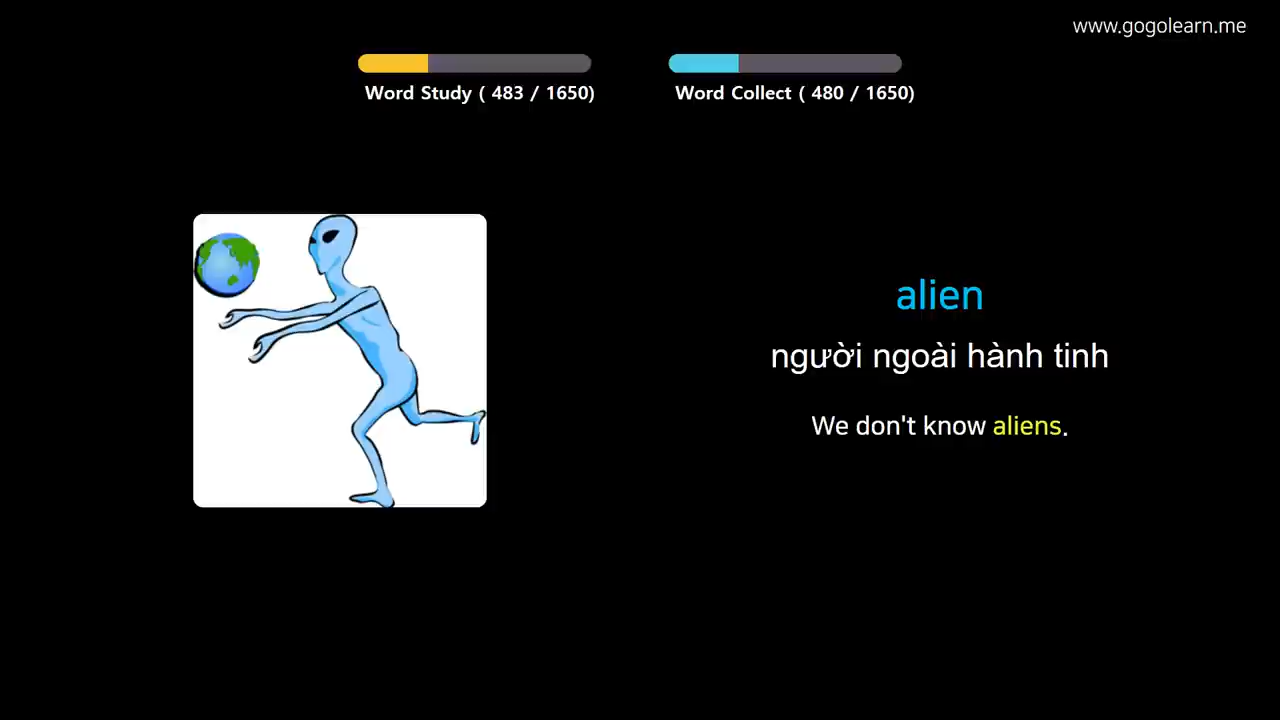 www.gogolearn.me
Word Study ( 483 / 1650)
Word Collect ( 480 / 1650)
alien
người ngoài hành tinh
We don't know aliens.